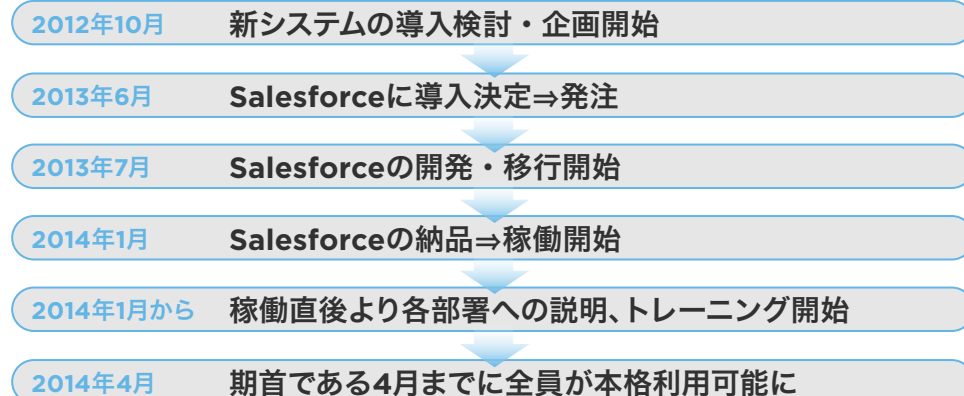 2012年10月 新システムの導入検討・企画開始
2013年6月 Salesforceに導入決定⇒発注
2013年7月 Salesforceの開発・移行開始
2014年1月 Salesforceの納品⇒稼働開始
2014年1月から 稼働直後より各部署への説明、トレーニング開始
2014年4月 期首である4月までに全員が本格利用可能に